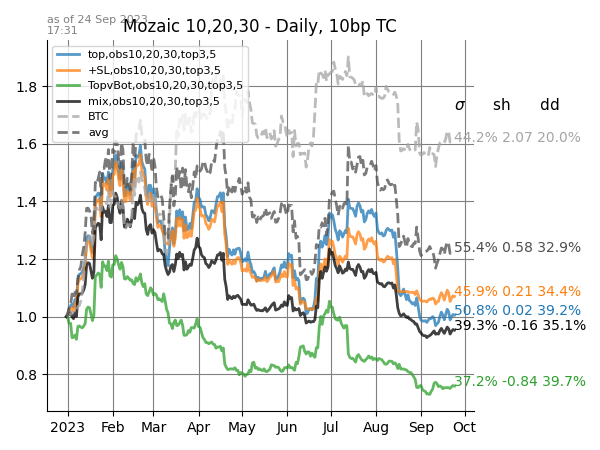 as of 24 Sep 2023
17:31
Mozaic 10,20,30 - Daily, 10bp TC
top,obs10,20,30,top3,5
+SL,obs10,20,30,top3,5
TopvBot,obs10,20,30,top3,5
mix,obs10,20,30,top3,5
BTC
avg
σ sh dd
44.2% 2.07 20.0%
55.4% 0.58 32.9%
45.9% 0.21 34.4%
50.8% 0.02 39.2%
39.3% -0.16 35.1%
37.2% -0.84 39.7%
1.8
1.6
1.4
1.2
1.0
0.8
2023 Feb Mar Apr May Jun Jul Aug Sep Oct